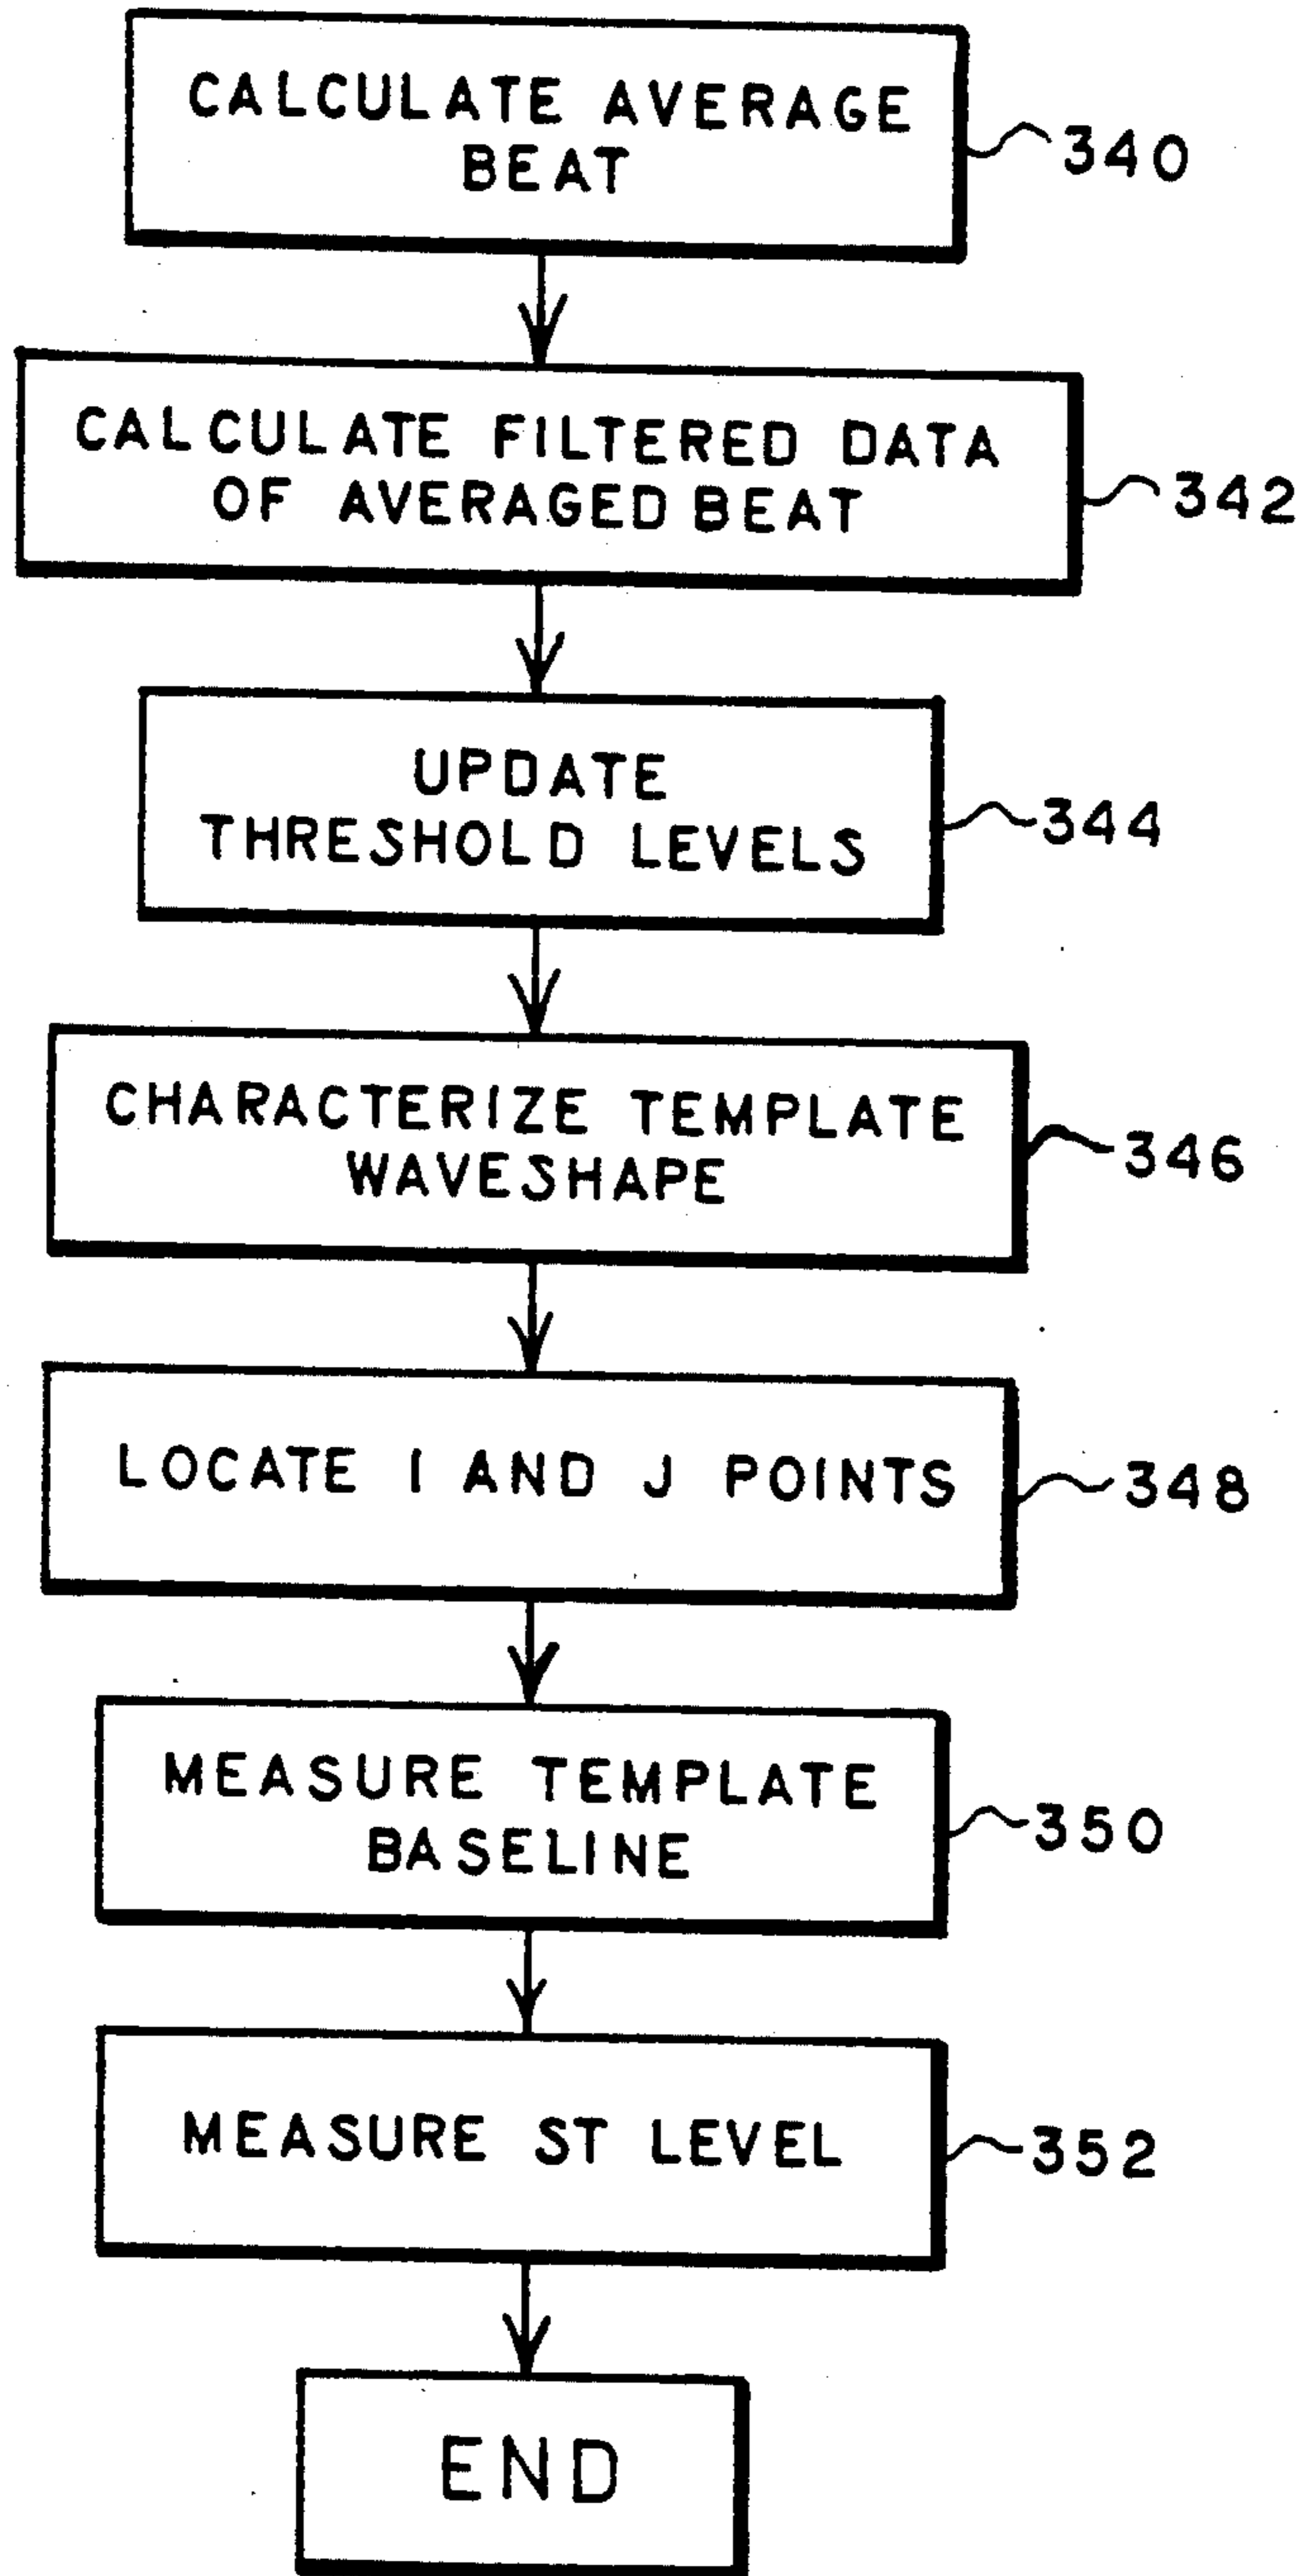 CALCULATE AVERAGE
BEAT
340
CALCULATE FILTERED DATA
OF AVERAGED BEAT
342
UPDATE
THRESHOLD LEVELS
344
CHARACTERIZE TEMPLATE
WAVESHAPE
346
LOCATE I AND J POINTS
348
MEASURE TEMPLATE
BASELINE
350
MEASURE ST LEVEL
352
END